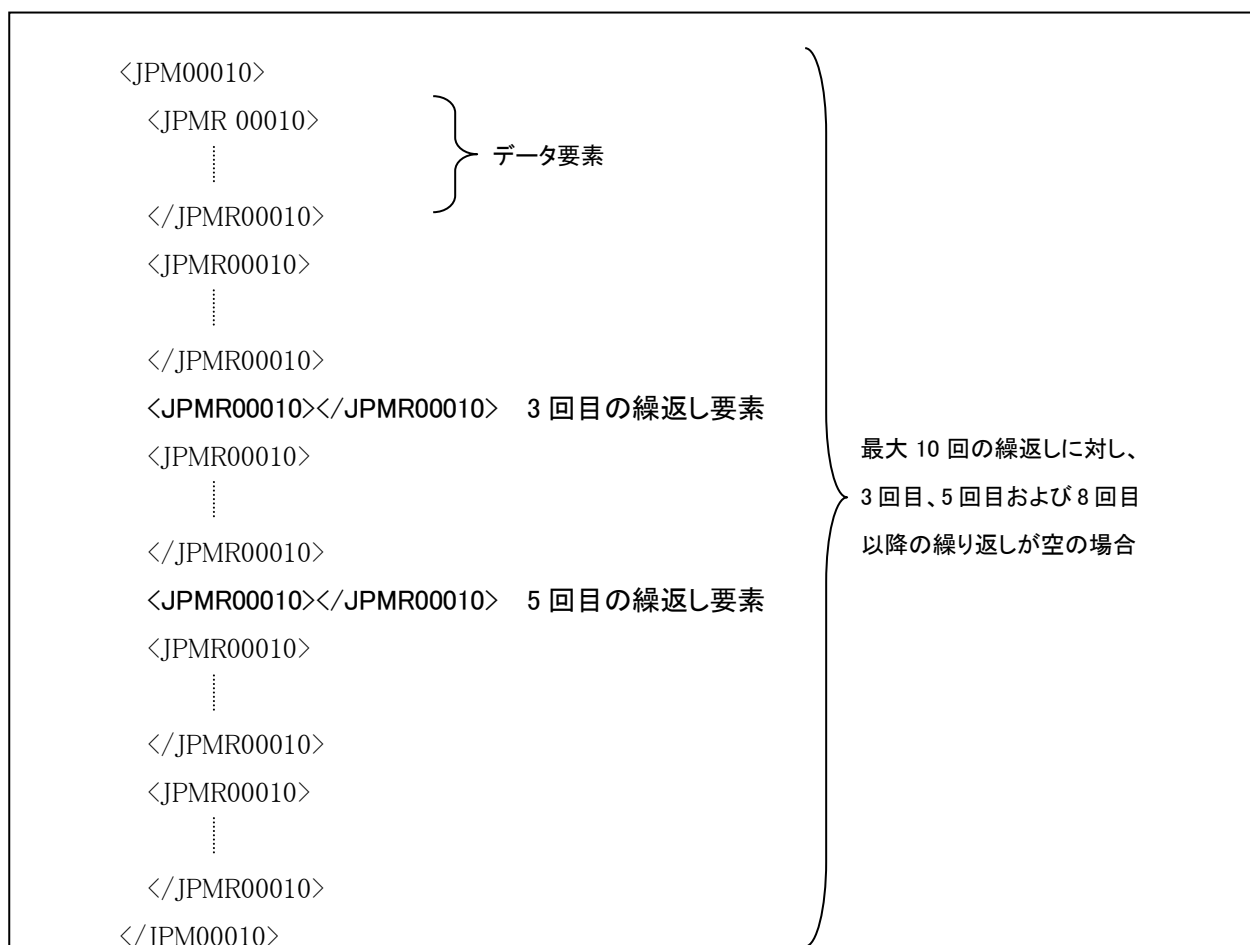 <JPM00010>
<JPMR 00010>
データ要素
</JPMR00010>
<JPMR00010>
</JPMR00010>
<JPMR00010></JPMR00010> 3 回目の繰返し要素
<JPMR00010>
</JPMR00010>
<JPMR00010></JPMR00010> 5 回目の繰返し要素
<JPMR00010>
</JPMR00010>
<JPMR00010>
</JPMR00010>
</JPM00010>
最大 10 回の繰返しに対し、
3 回目、5 回目および 8 回目
以降の繰り返しが空の場合